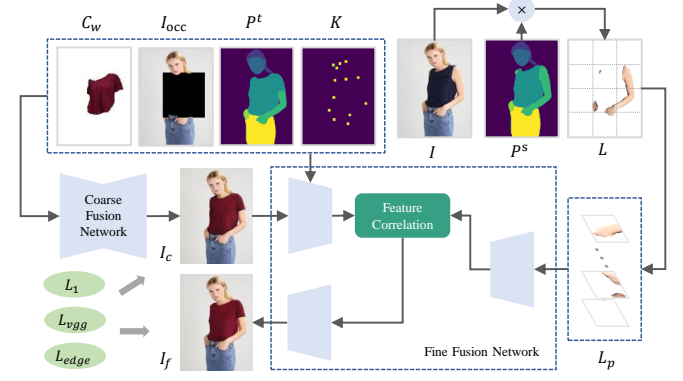 C_w I_occ P^t K
×
I P^s L
Coarse
Fusion
Network
I_c
Feature
Correlation
L_1
L_vgg
L_edge
I_f
Fine Fusion Network
L_p